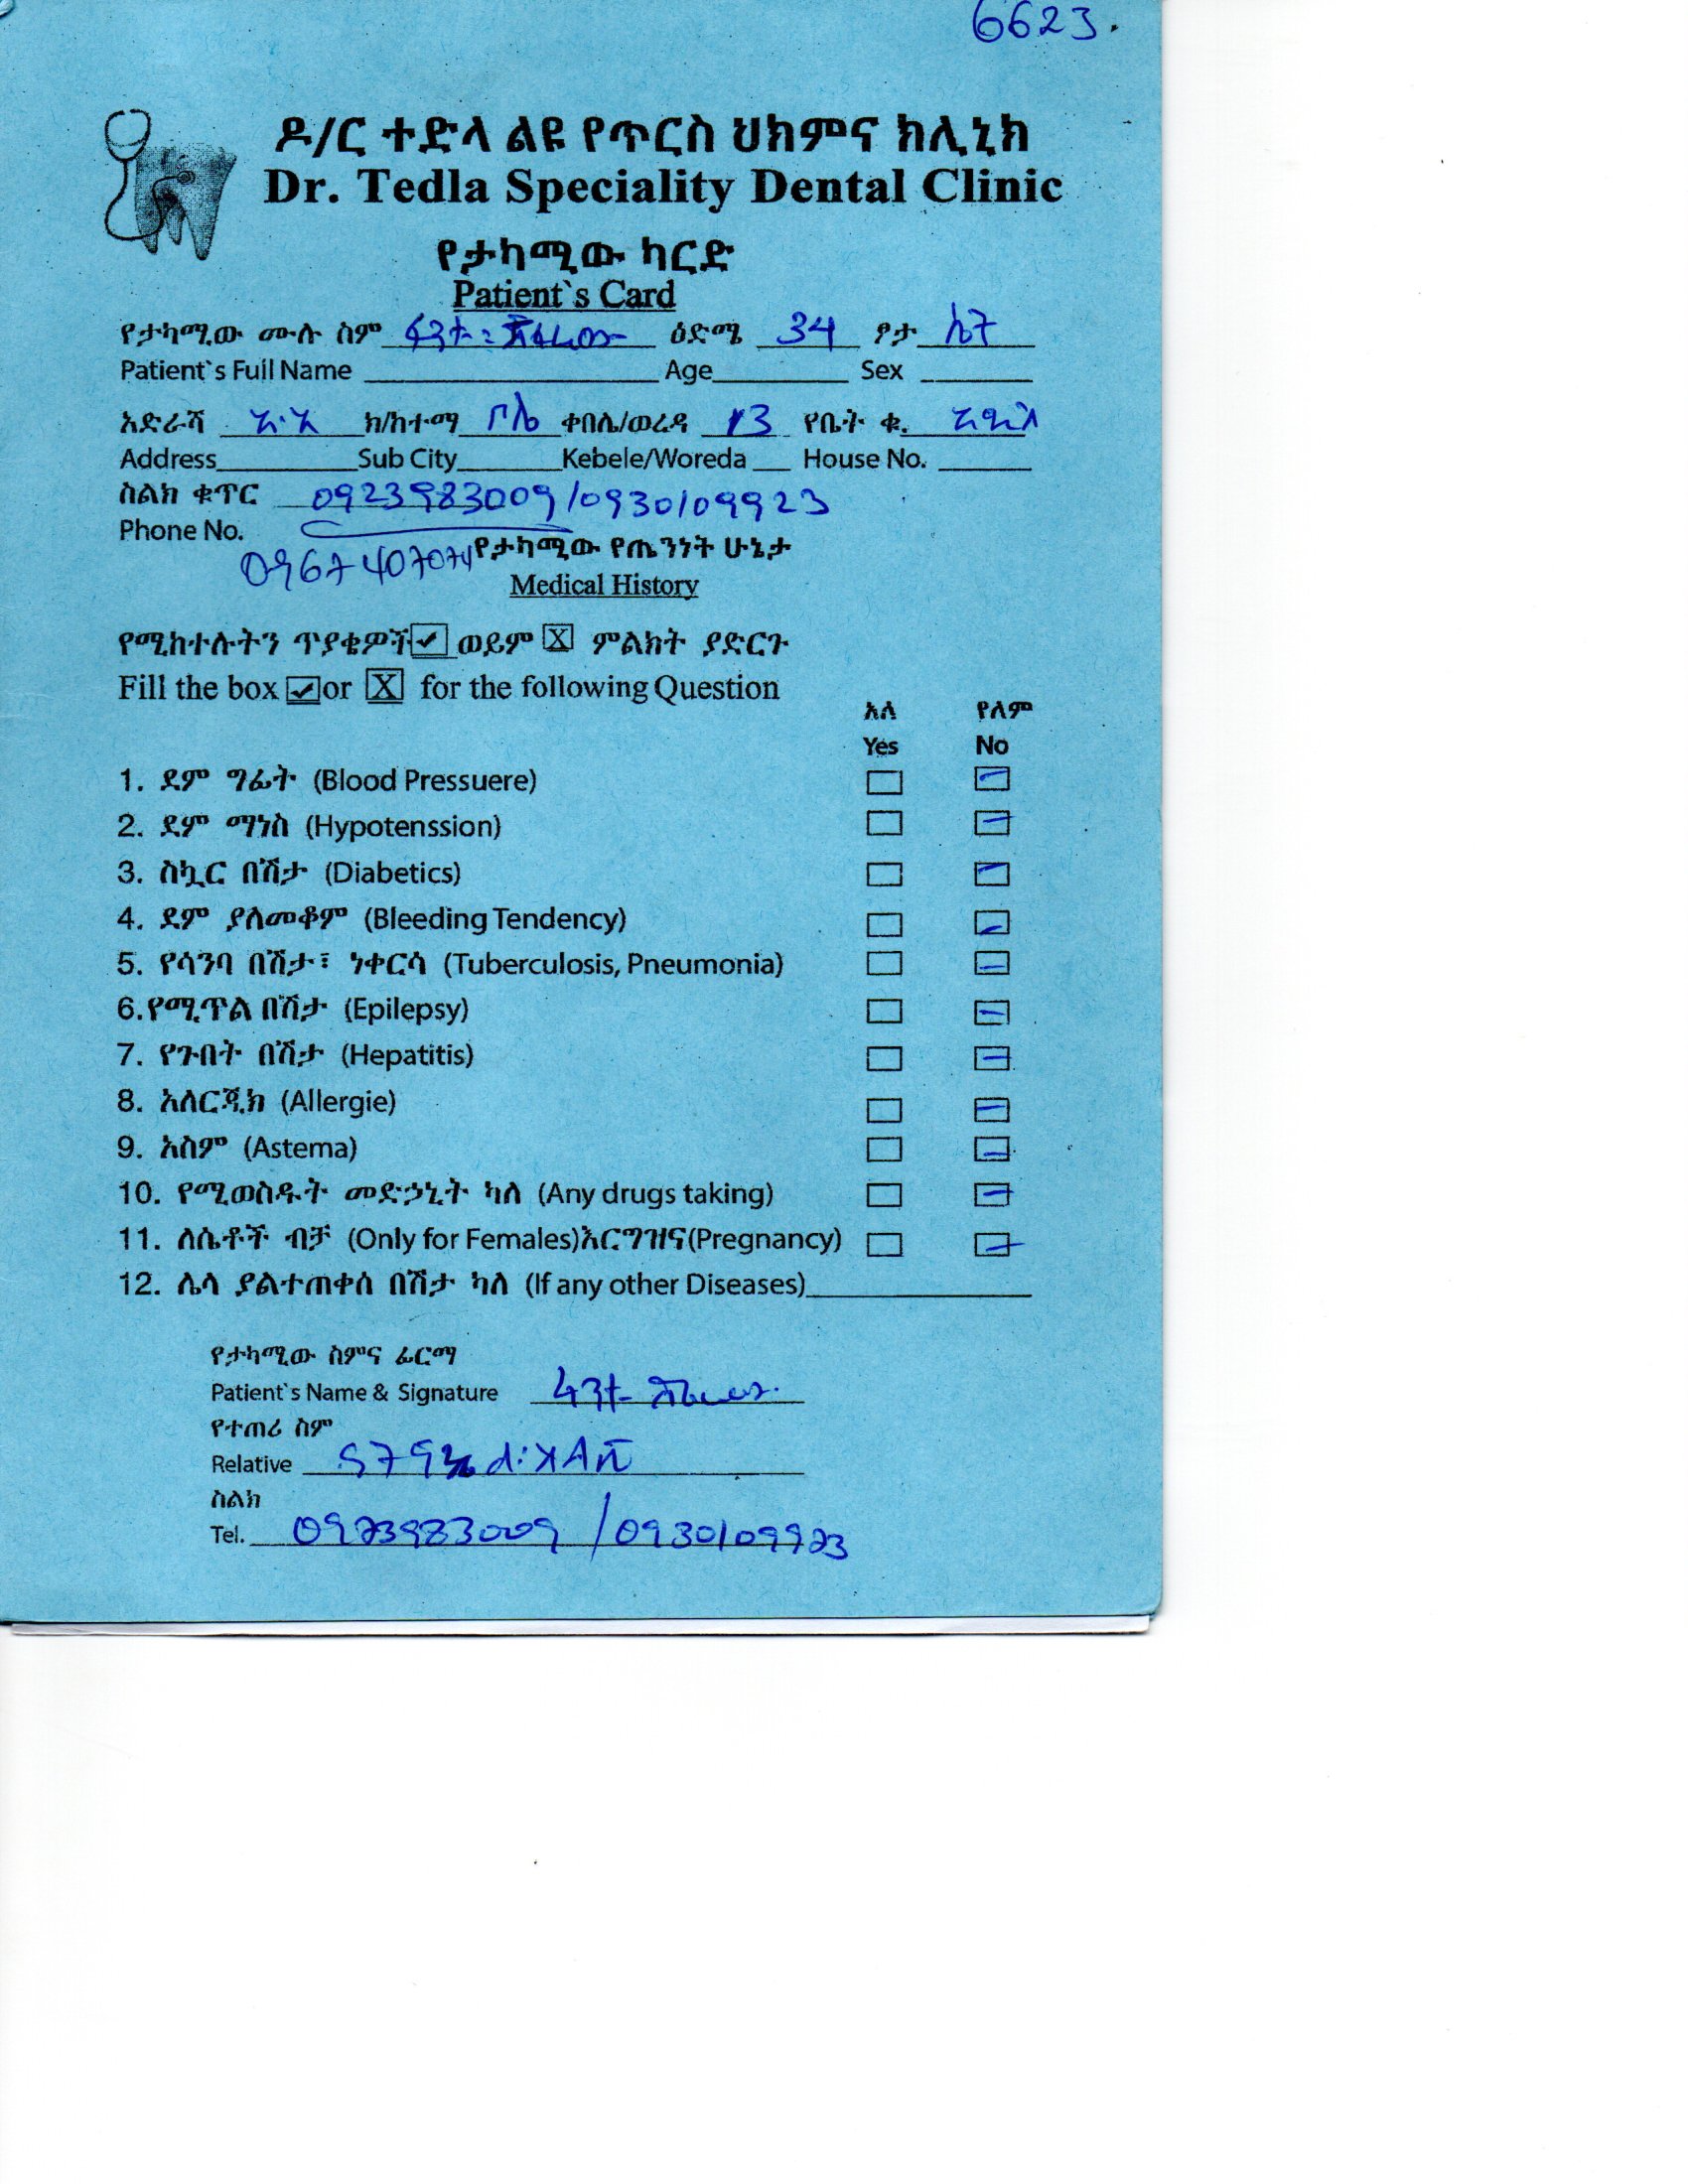 6623.
ዶ/ር ተድላ ልዩ የጥርስ ህክምና ክሊኒክ
Dr. Tedla Speciality Dental Clinic
የታካሚው ካርድ
Patient`s Card
የታካሚው ሙሉ ስም ፋንታ ዕድሜ 34 ፆታ ሴት
Patient`s Full Name Age Sex
አድራሻ አ.አ ክ/ከተማ ቦሌ ቀበሌ/ወረዳ 13 የቤት ቁ. አዲስ
Address Sub City Kebele/Woreda House No.
ስልክ ቁጥር 0923983009/0930109923
Phone No.
0967407074 የታካሚው የጤንነት ሁኔታ
Medical History
የሚከተሉትን ጥያቄዎች ✓ ወይም X ምልክት ያድርጉ
Fill the box ✓ or X for the following Question
አለ የለም
Yes No
1. ደም ግፊት (Blood Pressuere)
2. ደም ማነስ (Hypotenssion)
3. ስኳር በሽታ (Diabetics)
4. ደም ያለመቆም (Bleeding Tendency)
5. የሳንባ በሽታ፣ ነቀርሳ (Tuberculosis, Pneumonia)
6.የሚጥል በሽታ (Epilepsy)
7. የጉበት በሽታ (Hepatitis)
8. አለርጂክ (Allergie)
9. አስም (Astema)
10. የሚወስዱት መድኃኒት ካለ (Any drugs taking)
11. ለሴቶች ብቻ (Only for Females)እርግዝና(Pregnancy)
12. ሌላ ያልተጠቀሰ በሽታ ካለ (If any other Diseases)
የታካሚው ስምና ፊርማ
Patient`s Name & Signature ፋንታ
የተጠሪ ስም
Relative
ስልክ
Tel. 0923983009 / 0930109923